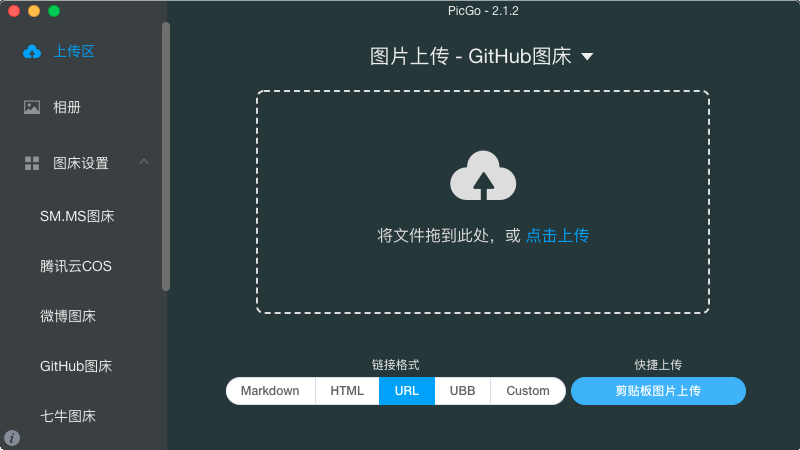 PicGo - 2.1.2
上传区
相册
图床设置
SM.MS图床
腾讯云COS
微博图床
GitHub图床
七牛图床
图片上传 - GitHub图床
将文件拖到此处，或 点击上传
链接格式
Markdown HTML URL UBB Custom
快捷上传
剪贴板图片上传